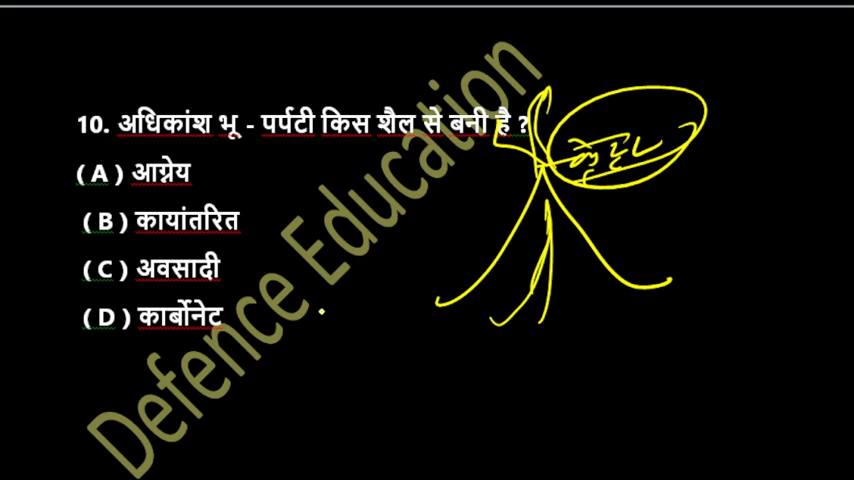 10. अधिकांश भू - पर्पटी किस शैल से बनी है ?
( A ) आग्नेय
( B ) कायांतरित
( C ) अवसादी
( D ) कार्बोनेट
Defence Education